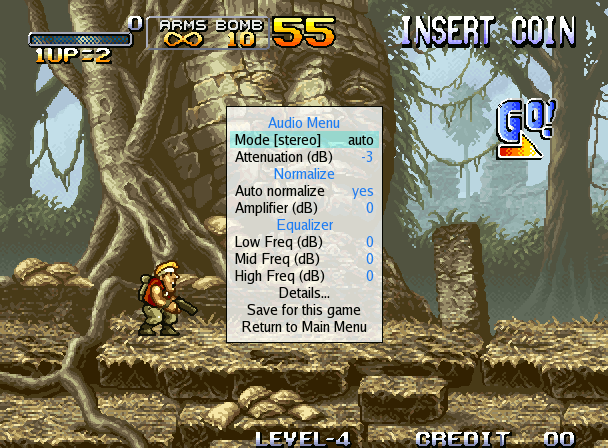 0 ARMS BOMB 55 INSERT COIN
1UP=2 ∞ 10
GO!
Audio Menu
Mode [stereo] auto
Attenuation (dB) -3
Normalize
Auto normalize yes
Amplifier (dB) 0
Equalizer
Low Freq (dB) 0
Mid Freq (dB) 0
High Freq (dB) 0
Details...
Save for this game
Return to Main Menu
LEVEL-4 CREDIT 00